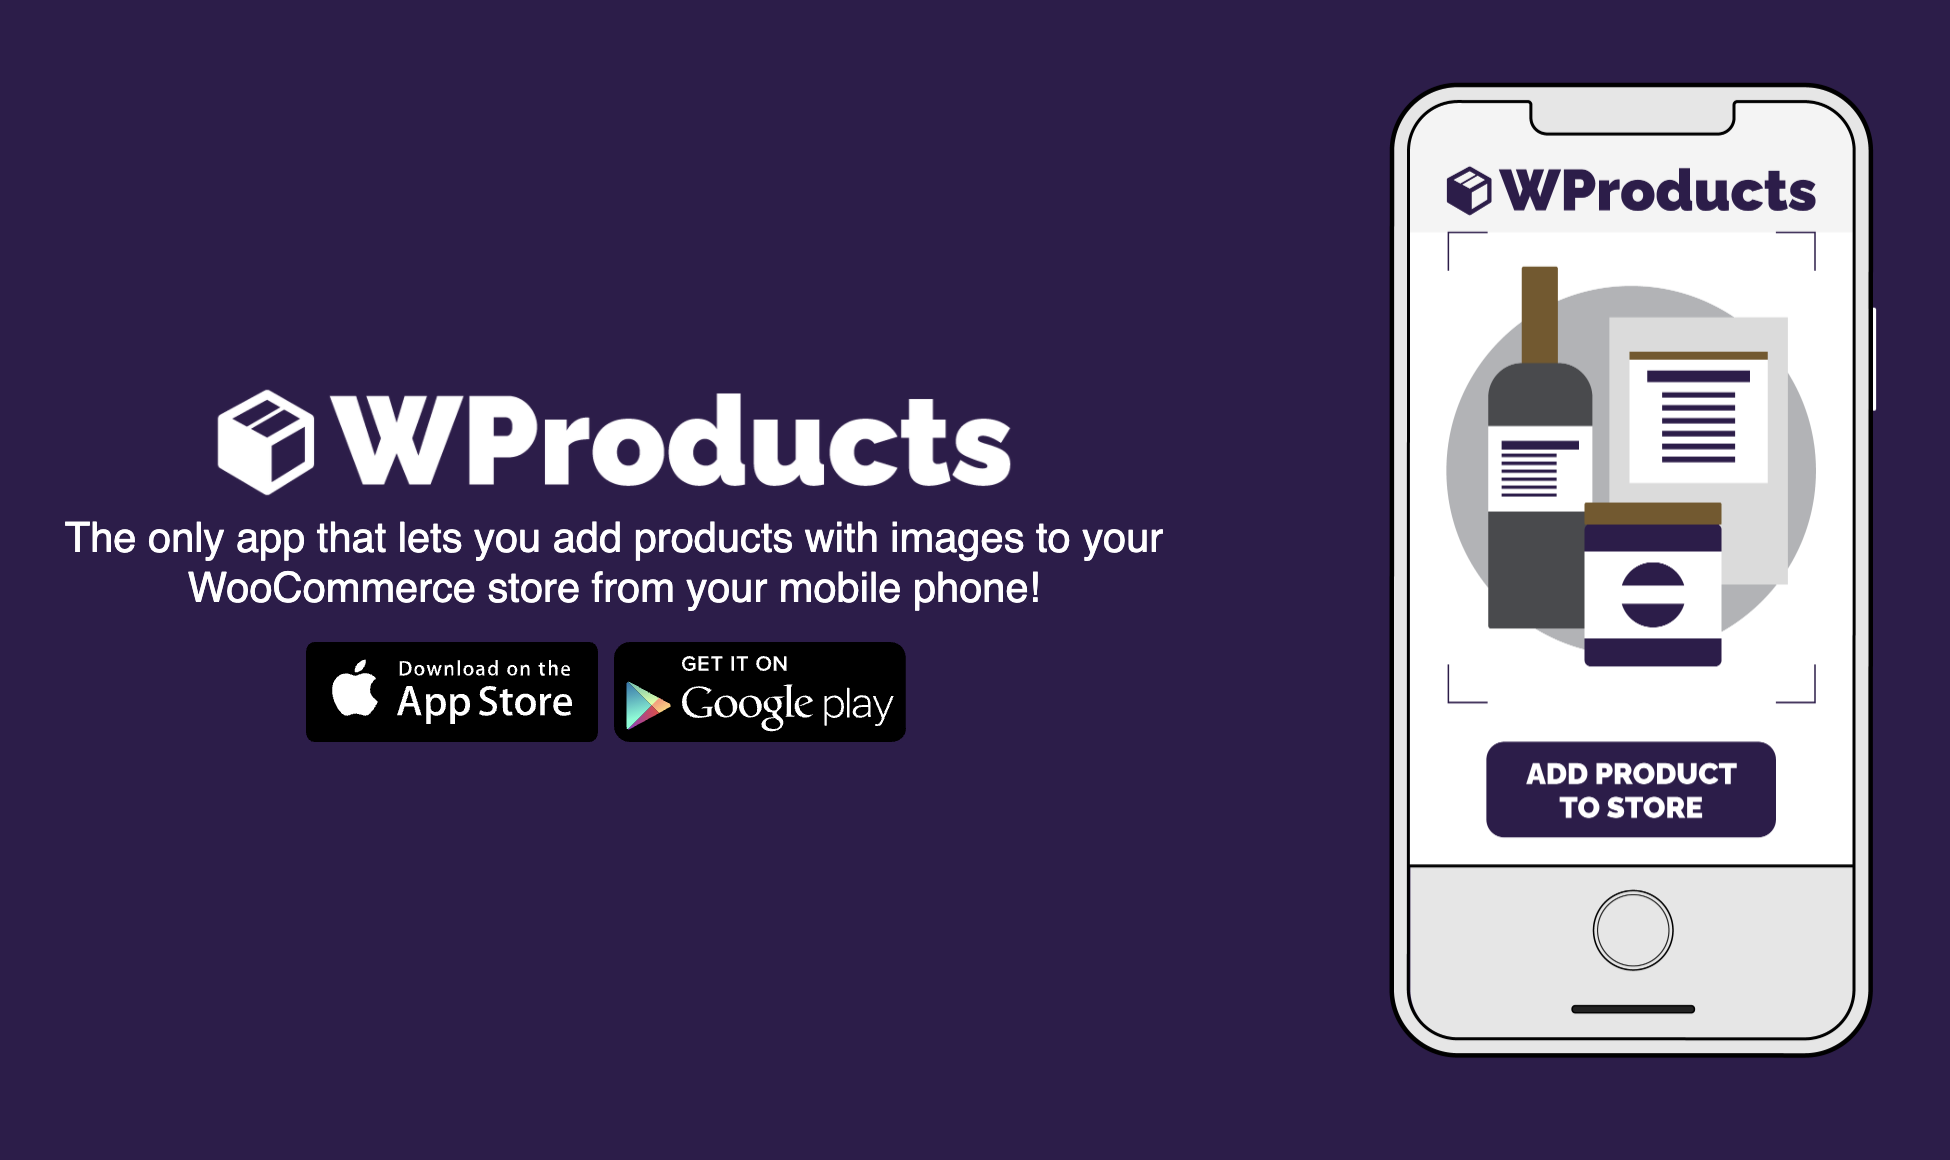 WProducts
The only app that lets you add products with images to your
WooCommerce store from your mobile phone!
Download on the
App Store
GET IT ON
Google play
WProducts
ADD PRODUCT
TO STORE